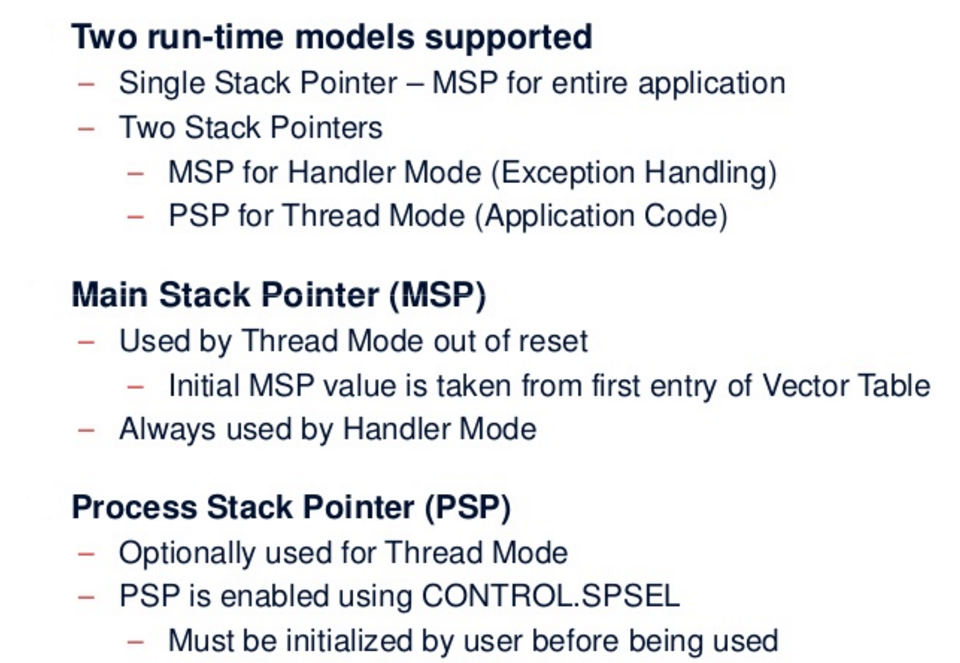 Two run-time models supported
– Single Stack Pointer – MSP for entire application
– Two Stack Pointers
– MSP for Handler Mode (Exception Handling)
– PSP for Thread Mode (Application Code)
Main Stack Pointer (MSP)
– Used by Thread Mode out of reset
– Initial MSP value is taken from first entry of Vector Table
– Always used by Handler Mode
Process Stack Pointer (PSP)
– Optionally used for Thread Mode
– PSP is enabled using CONTROL.SPSEL
– Must be initialized by user before being used